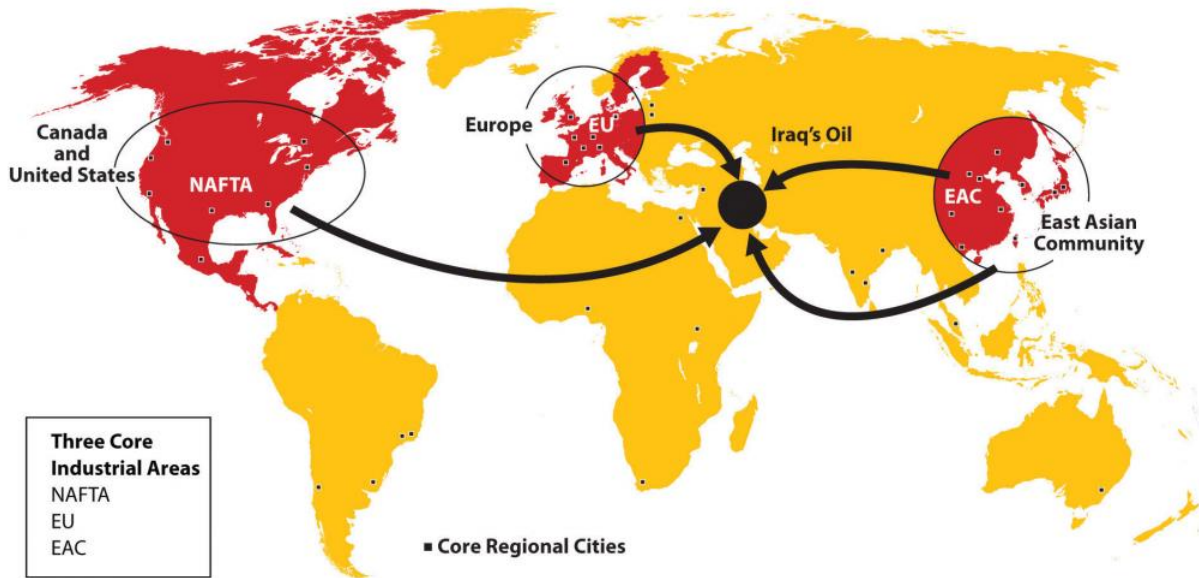 Canada
and
United States
NAFTA
Europe
EU
Iraq's Oil
EAC
East Asian
Community
Three Core
Industrial Areas
NAFTA
EU
EAC
Core Regional Cities